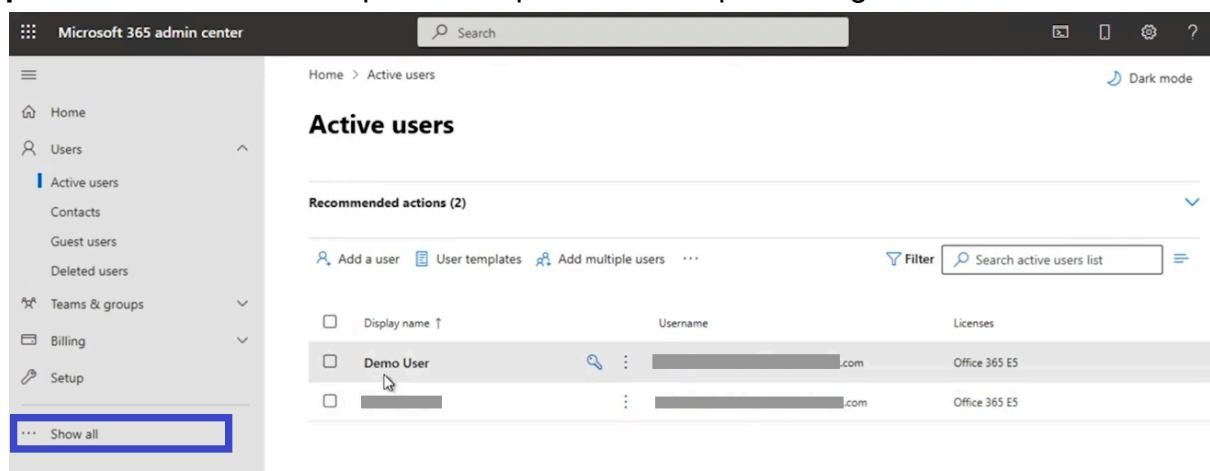 Microsoft 365 admin center
Search
?
Home > Active users
Dark mode
Home
Users
Active users
Contacts
Guest users
Deleted users
Teams & groups
Billing
Setup
... Show all
Active users
Recommended actions (2)
Add a user User templates Add multiple users ... Filter Search active users list
Display name ↑ Username Licenses
Demo User .com Office 365 E5
.com Office 365 E5